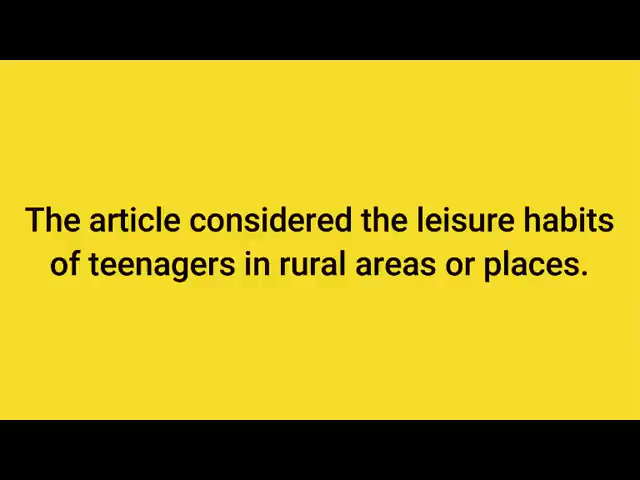 The article considered the leisure habits
of teenagers in rural areas or places.